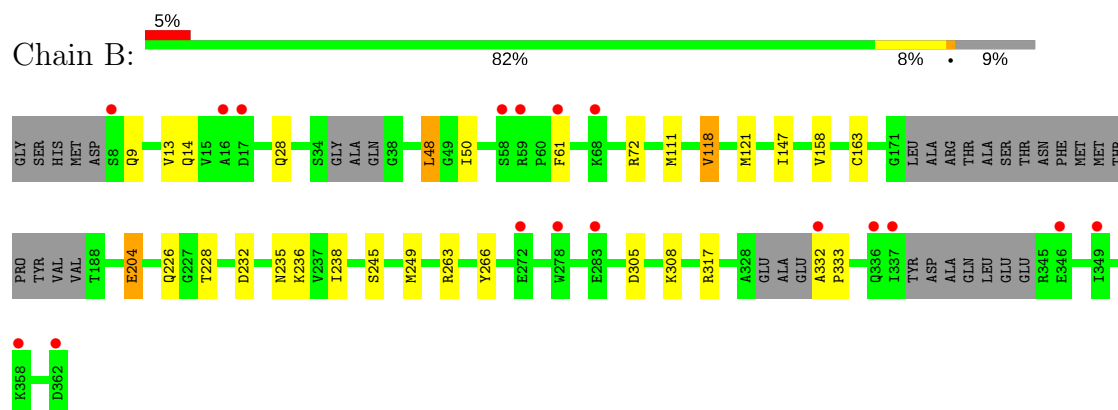 5%
Chain B:
82% 8% • 9%
GLY SER HIS MET ASP S8 Q9 V13 Q14 V15 A16 D17 Q28 S34 GLY ALA GLN G38 L48 G49 I50 S58 R59 P60 F61 K68 R72 M111 V118 M121 I147 V158 C163 G171 LEU ALA ARG THR ALA SER THR ASN PHE MET MET THR
PRO TYR VAL VAL T188 E204 Q226 G227 T228 D232 N235 K236 V237 I238 S245 M249 R263 Y266 E272 W278 E283 D305 K308 R317 A328 GLU ALA GLU A332 P333 Q336 I337 TYR ASP ALA GLN LEU GLU GLU R345 E346 I349
K358 D362